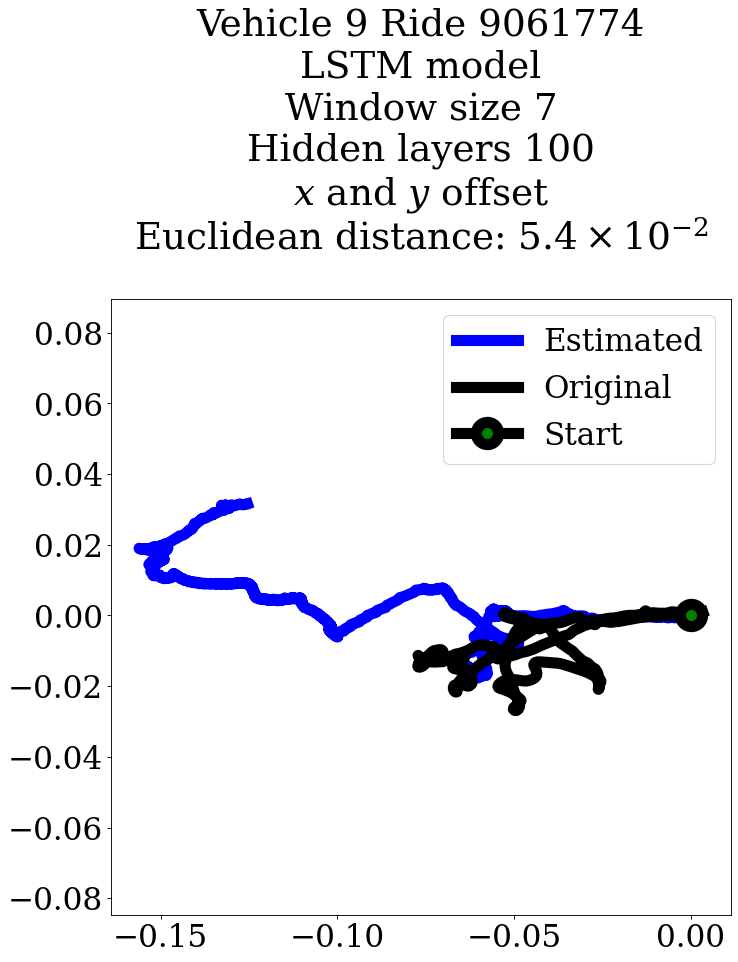 Vehicle 9 Ride 9061774
LSTM model
Window size 7
Hidden layers 100
x and y offset
Euclidean distance: 5.4 × 10⁻²
Estimated
Original
Start
0.08
0.06
0.04
0.02
0.00
−0.02
−0.04
−0.06
−0.08
−0.15 −0.10 −0.05 0.00